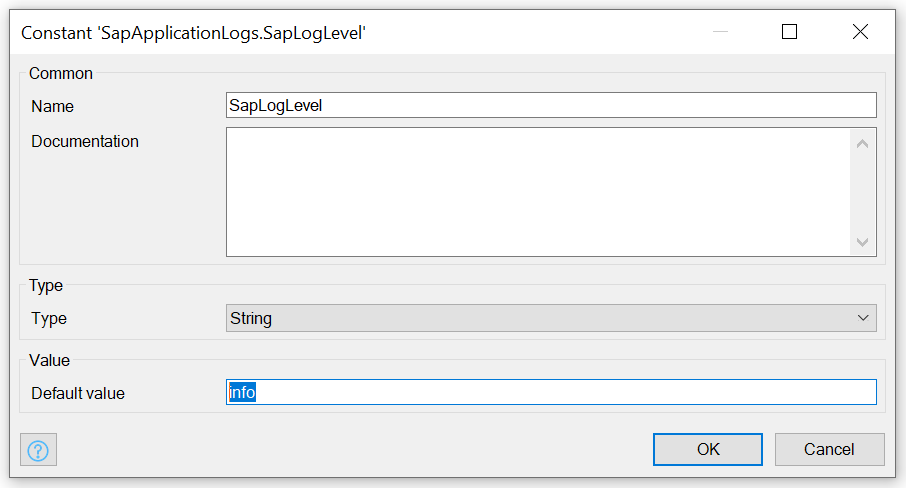 Constant 'SapApplicationLogs.SapLogLevel'
Common
Name
SapLogLevel
Documentation
Type
Type
String
Value
Default value
info
?
OK
Cancel